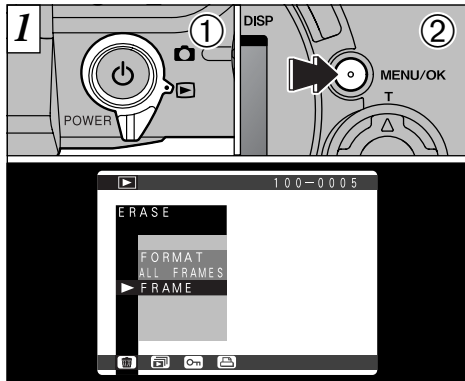 1
①
POWER
DISP
②
MENU/OK
T
100-0005
ERASE
FORMAT
ALL FRAMES
FRAME